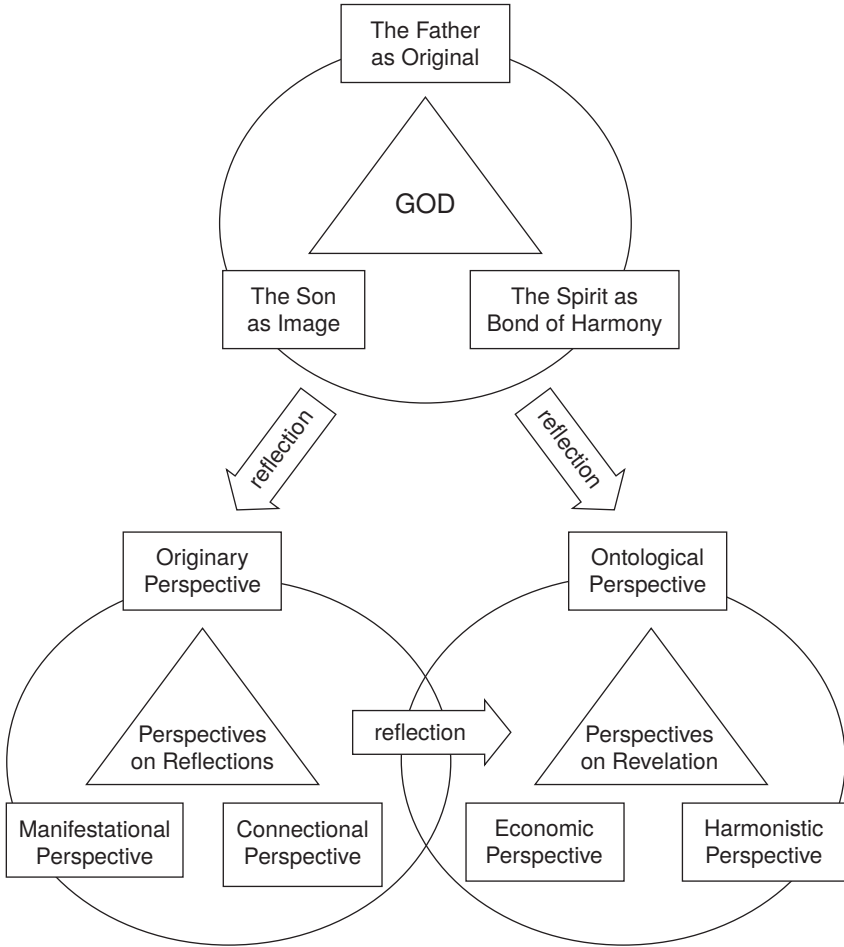 The Father
as Original
GOD
The Son
as Image
The Spirit as
Bond of Harmony
reflection
reflection
Originary
Perspective
Ontological
Perspective
Perspectives
on Reflections
reflection
Perspectives
on Revelation
Manifestational
Perspective
Connectional
Perspective
Economic
Perspective
Harmonistic
Perspective